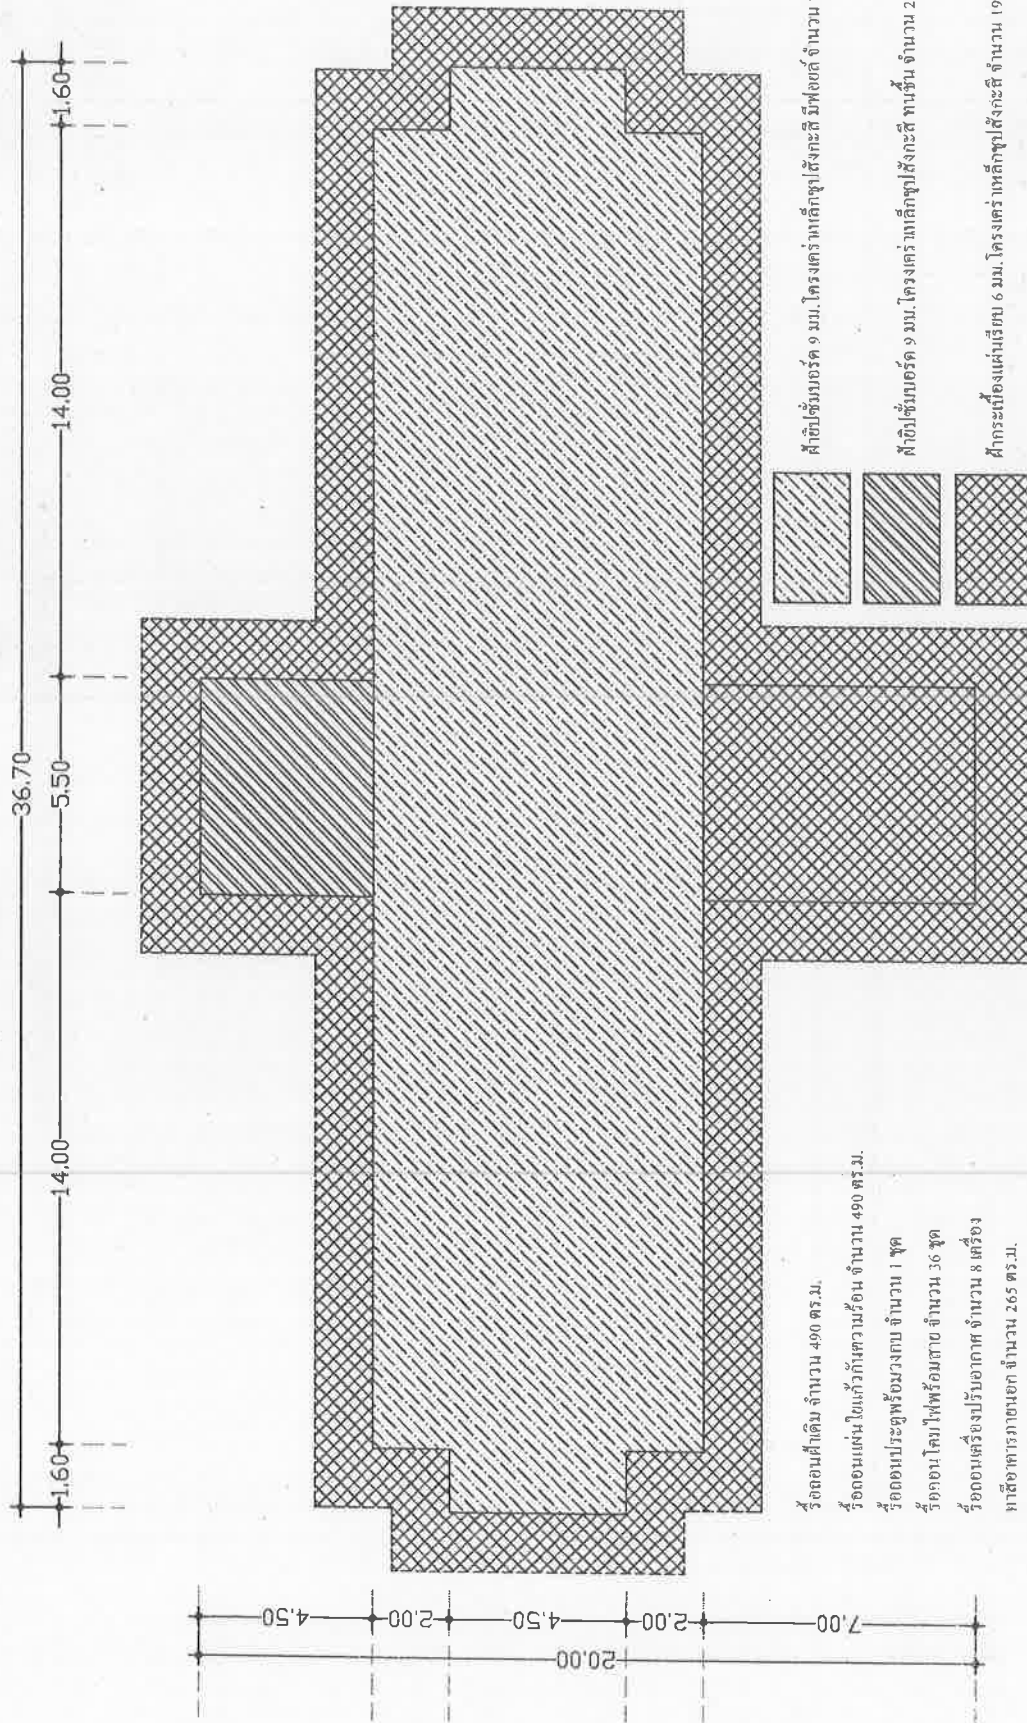 36.70
1.60
14.00
5.50
14.00
1.60
4.50
2.00
4.50
2.00
7.00
20.00
รื้อถอนฝ้าเดิม จำนวน 490 ตร.ม.
รื้อถอนแผ่นใยแก้วกันความร้อน จำนวน 490 ตร.ม.
รื้อถอนประตูพร้อมวงกบ จำนวน 1 ชุด
รื้อถอนโคมไฟพร้อมสาย จำนวน 36 ชุด
รื้อถอนเครื่องปรับอากาศ จำนวน 8 เครื่อง
ทาสีอาคารภายนอก จำนวน 265 ตร.ม.
ฝ้ายิปซั่มบอร์ด 9 มม.โครงเคร่าเหล็กชุปสังกะสี มีฟอยล์ จำนวน
ฝ้ายิปซั่มบอร์ด 9 มม.โครงเคร่าเหล็กชุปสังกะสี ทนชื้น จำนวน 2
ฝ้ากระเบื้องแผ่นเรียบ 6 มม.โครงเคร่าเหล็กชุปสังกะสี จำนวน 19